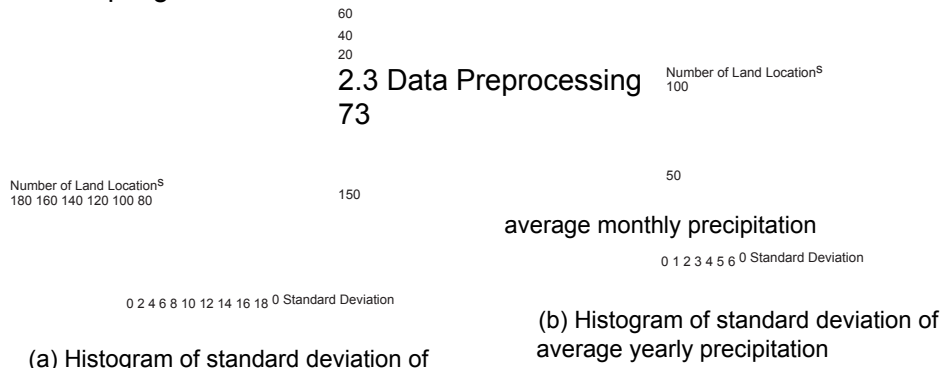 60
40
20
2.3 Data Preprocessing
73
Number of Land Locations
100
Number of Land Locations
180 160 140 120 100 80
150
50
average monthly precipitation
0 1 2 3 4 5 6 0 Standard Deviation
0 2 4 6 8 10 12 14 16 18 0 Standard Deviation
(b) Histogram of standard deviation of
average yearly precipitation
(a) Histogram of standard deviation of